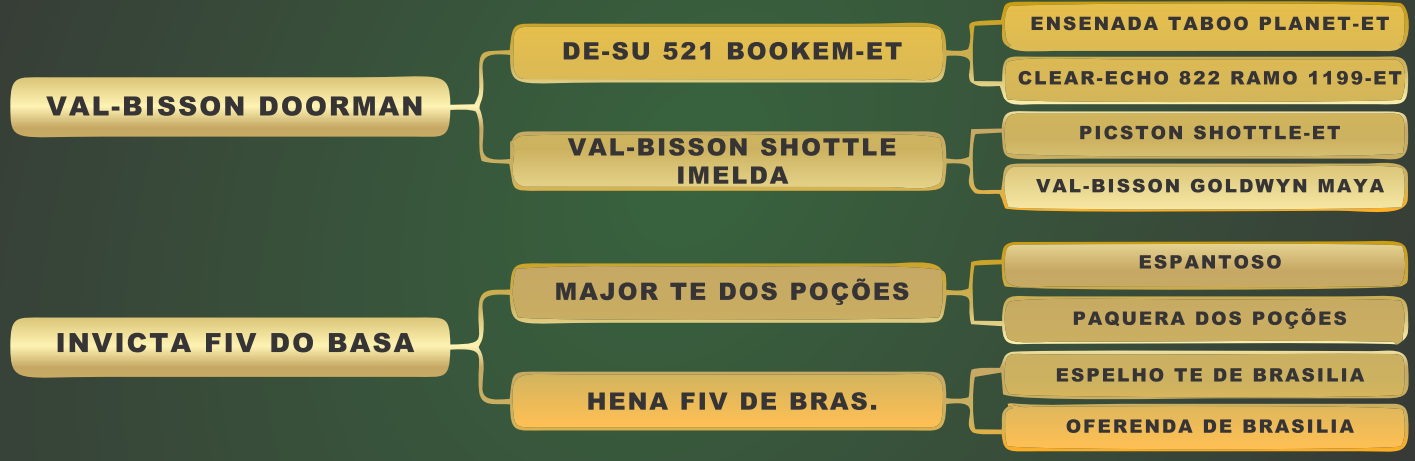 VAL-BISSON DOORMAN
DE-SU 521 BOOKEM-ET
ENSENADA TABOO PLANET-ET
CLEAR-ECHO 822 RAMO 1199-ET
VAL-BISSON SHOTTLE
IMELDA
PICSTON SHOTTLE-ET
VAL-BISSON GOLDWYN MAYA
INVICTA FIV DO BASA
MAJOR TE DOS POÇÕES
ESPANTOSO
PAQUERA DOS POÇÕES
HENA FIV DE BRAS.
ESPELHO TE DE BRASILIA
OFERENDA DE BRASILIA